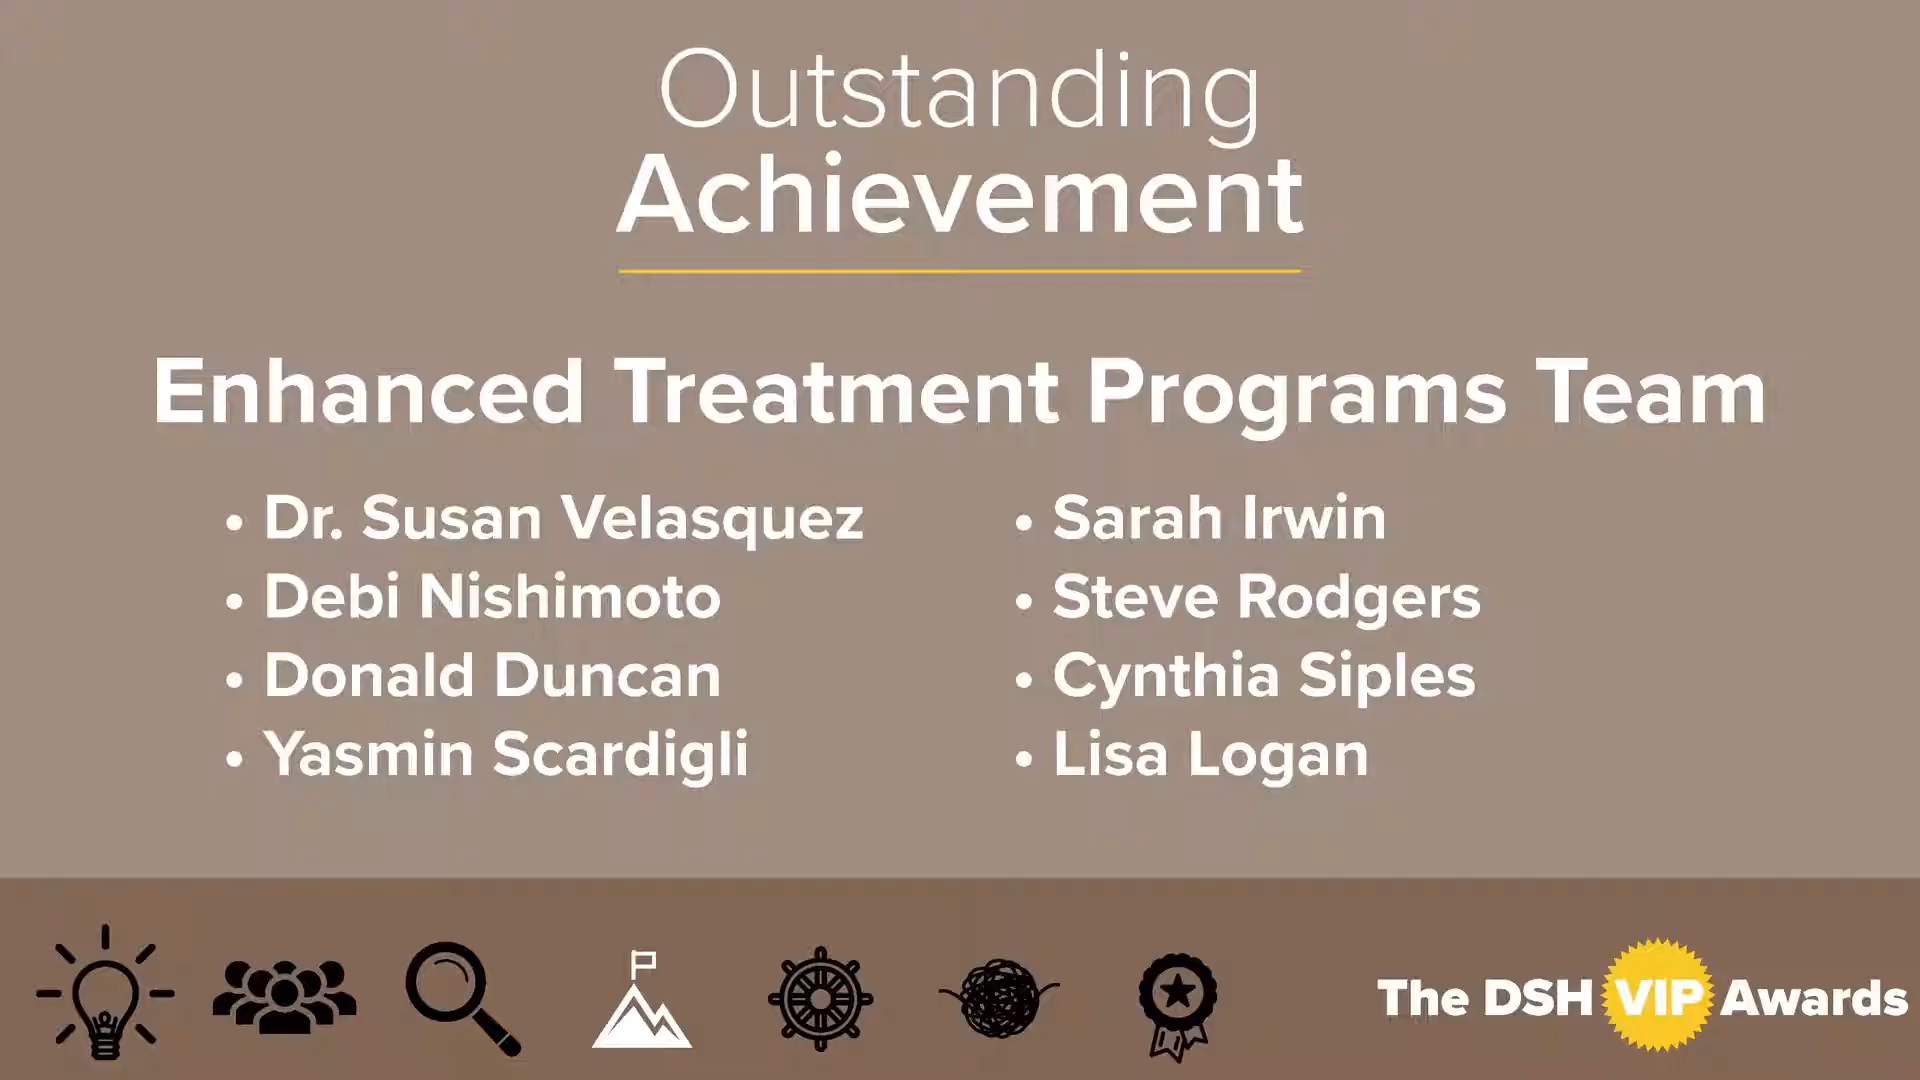 Outstanding
Achievement
Enhanced Treatment Programs Team
• Dr. Susan Velasquez
• Debi Nishimoto
• Donald Duncan
• Yasmin Scardigli
• Sarah Irwin
• Steve Rodgers
• Cynthia Siples
• Lisa Logan
The DSH VIP Awards